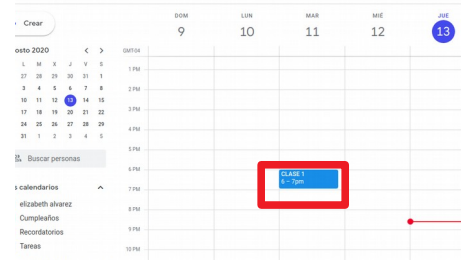 Crear
osto 2020 < >
L M X J V S
27 28 29 30 31 1
3 4 5 6 7 8
10 11 12 13 14 15
17 18 19 20 21 22
24 25 26 27 28 29
31 1 2 3 4 5
Buscar personas
s calendarios
elizabeth alvarez
Cumpleaños
Recordatorios
Tareas
DOM LUN MAR MIÉ JUE
9 10 11 12 13
GMT-04
1 PM
2 PM
3 PM
4 PM
5 PM
6 PM
CLASE 1
6 – 7pm
7 PM
8 PM
9 PM
10 PM